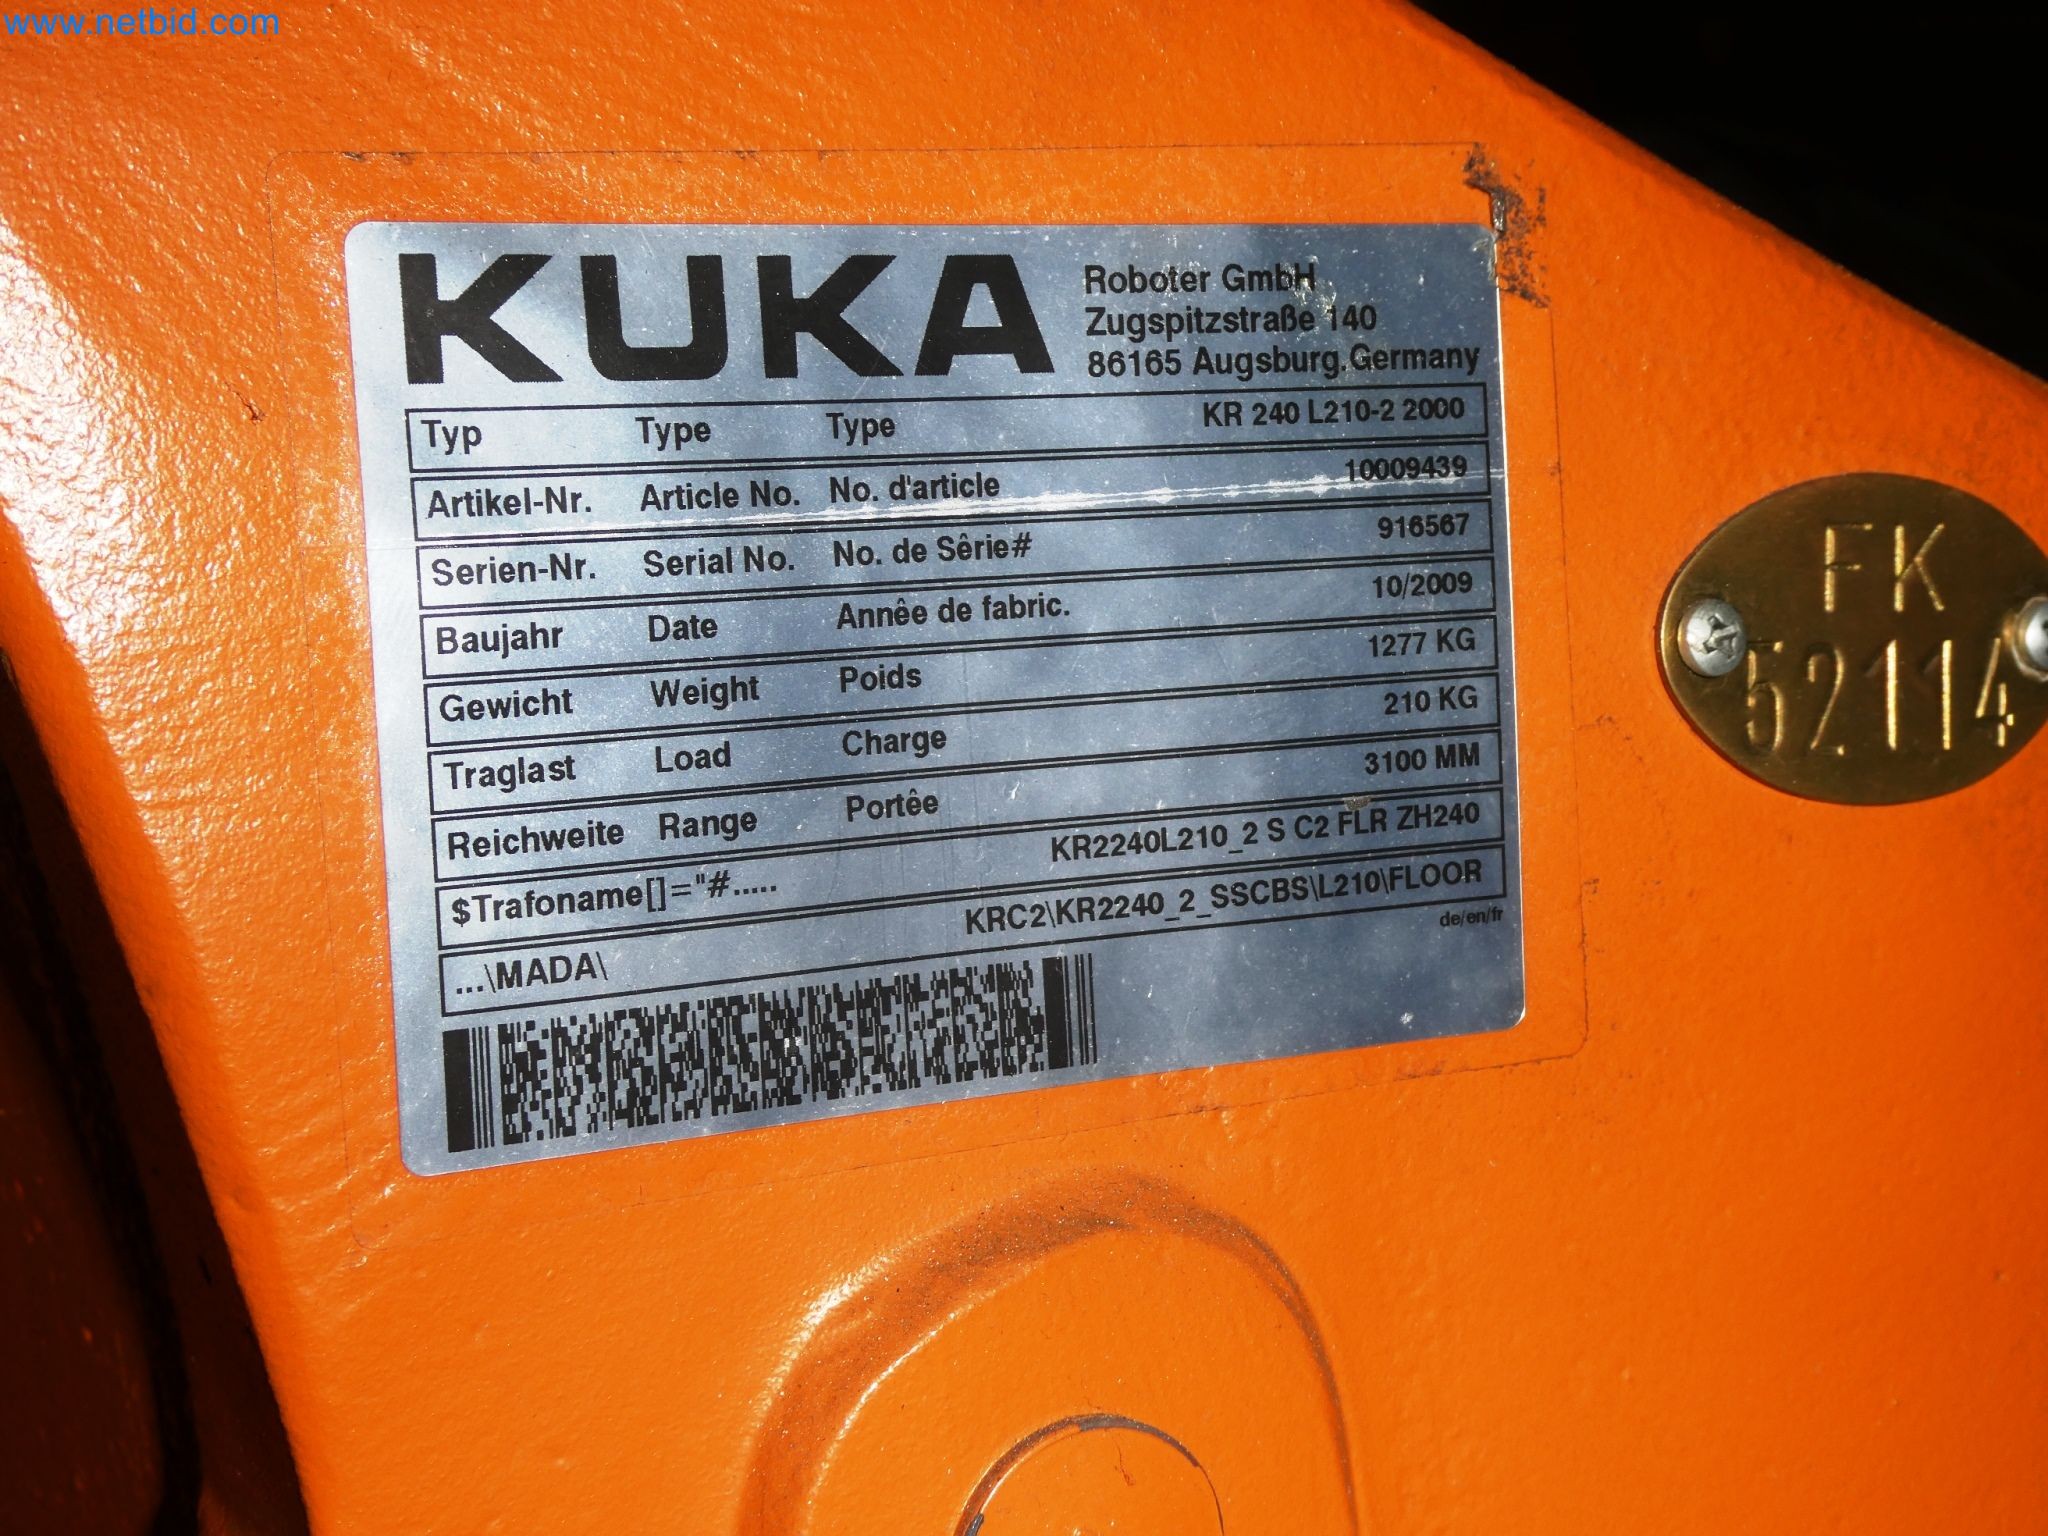 www.netbid.com
KUKA
Roboter GmbH
Zugspitzstraße 140
86165 Augsburg.Germany
Typ Type Type KR 240 L210-2 2000
Artikel-Nr. Article No. No. d'article 10009439
Serien-Nr. Serial No. No. de Sêrie# 916567
Baujahr Date Annêe de fabric. 10/2009
Gewicht Weight Poids 1277 KG
Traglast Load Charge 210 KG
Reichweite Range Portêe 3100 MM
$Trafoname[]="#..... KR2240L210_2 S C2 FLR ZH240
...\MADA\ KRC2\KR2240_2_SSCBS\L210\FLOOR
de/en/fr
FK
52114